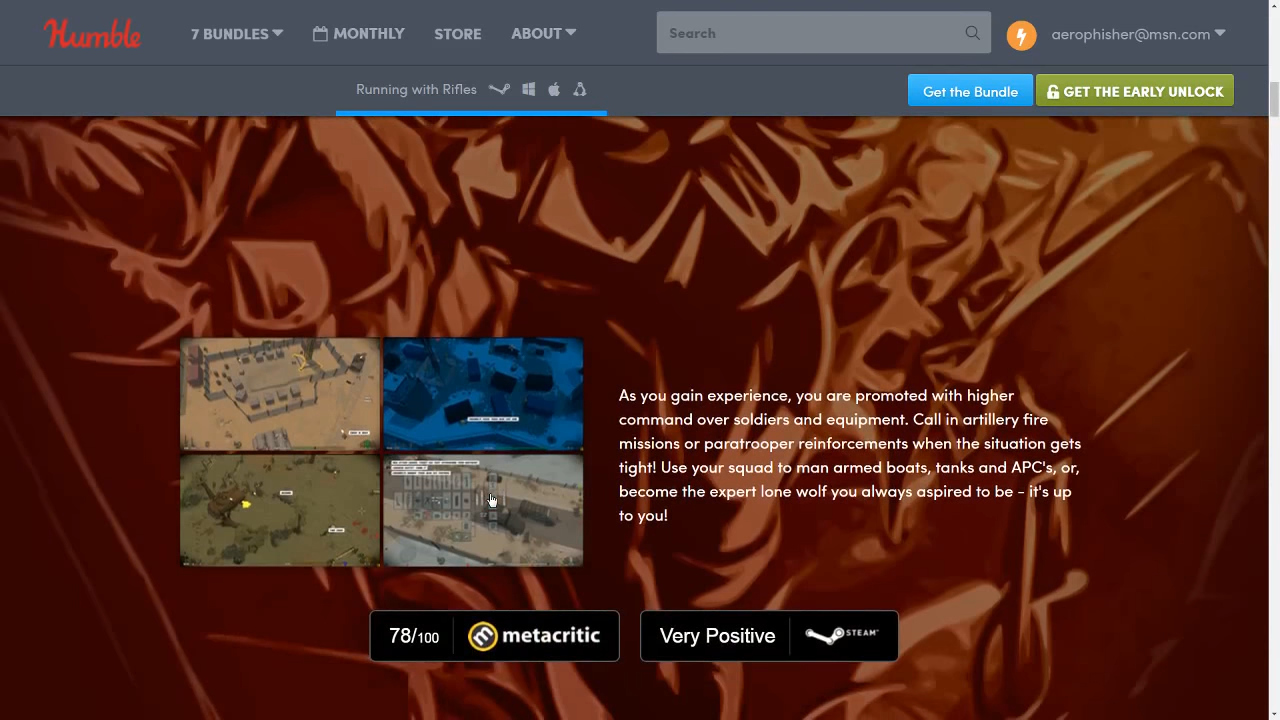 Humble
7 BUNDLES
MONTHLY
STORE
ABOUT
Search
aerophisher@msn.com
Running with Rifles
Get the Bundle
GET THE EARLY UNLOCK
As you gain experience, you are promoted with higher
command over soldiers and equipment. Call in artillery fire
missions or paratrooper reinforcements when the situation gets
tight! Use your squad to man armed boats, tanks and APC's, or,
become the expert lone wolf you always aspired to be - it's up
to you!
78/100
metacritic
Very Positive
STEAM™